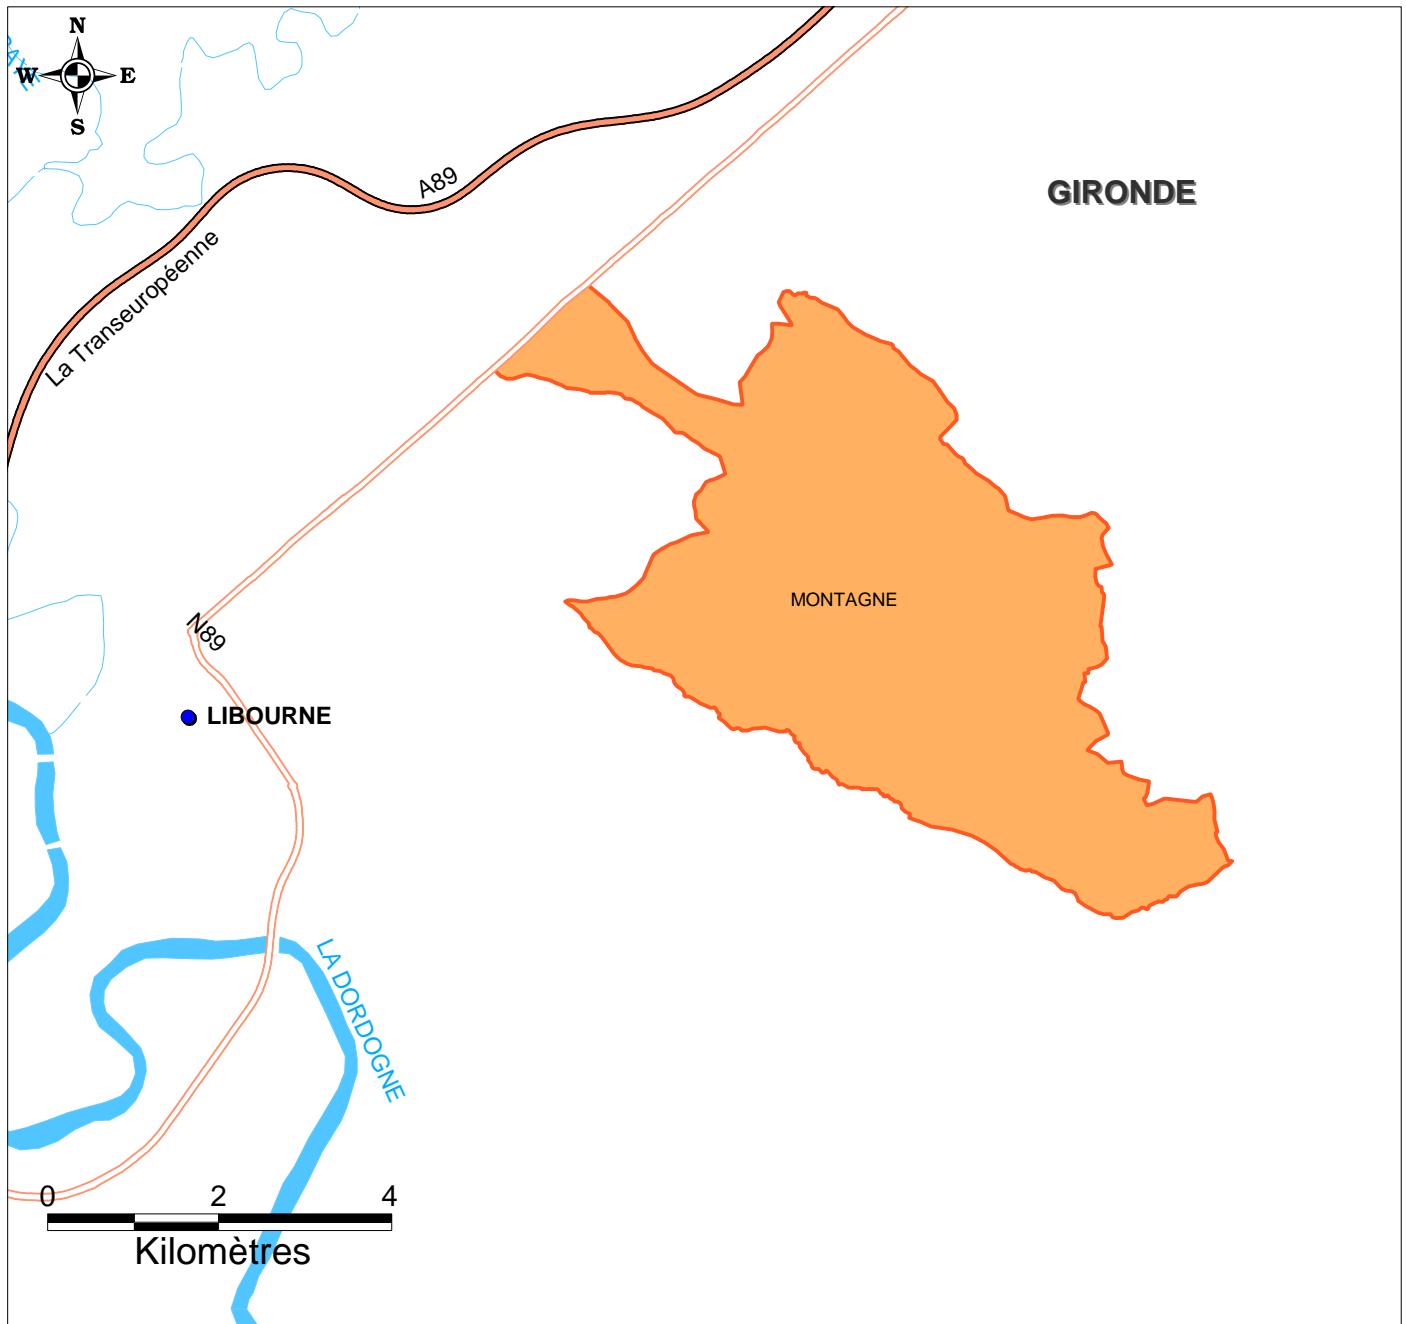 N
W E
S
A89
GIRONDE
La Transeuropéenne
MONTAGNE
N89
LIBOURNE
LA DORDOGNE
0 2 4
Kilomètres